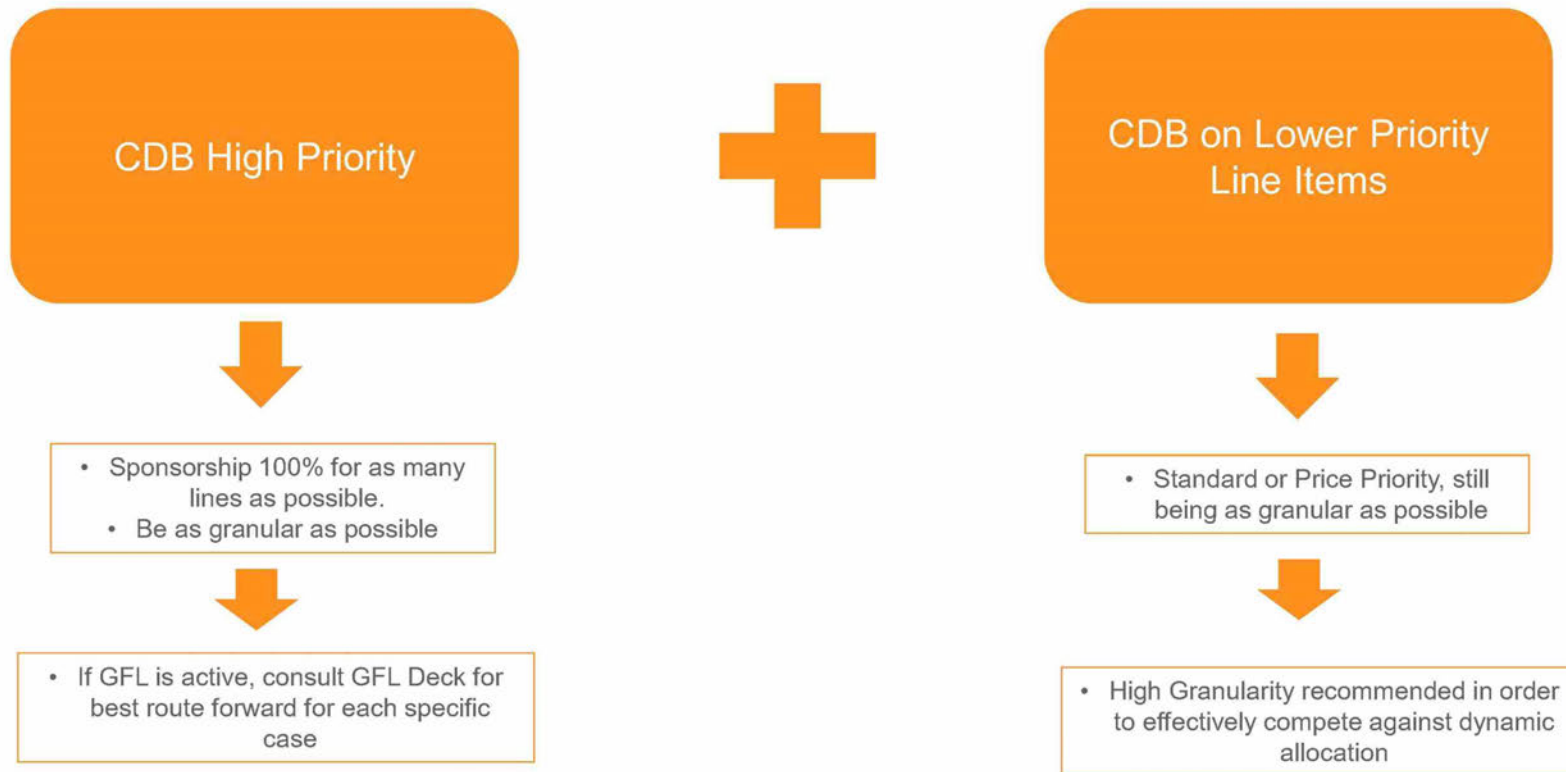 CDB High Priority
CDB on Lower Priority
Line Items
• Sponsorship 100% for as many
lines as possible.
• Be as granular as possible
• Standard or Price Priority, still
being as granular as possible
• If GFL is active, consult GFL Deck for
best route forward for each specific
case
• High Granularity recommended in order
to effectively compete against dynamic
allocation